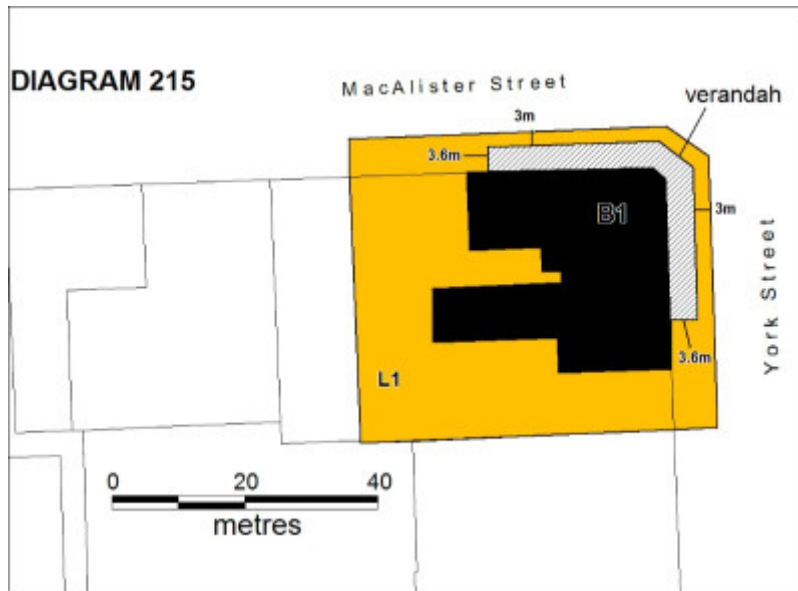 DIAGRAM 215
MacAlister Street
verandah
3m
3.6m
B1
3m
York Street
3.6m
L1
0 20 40
metres